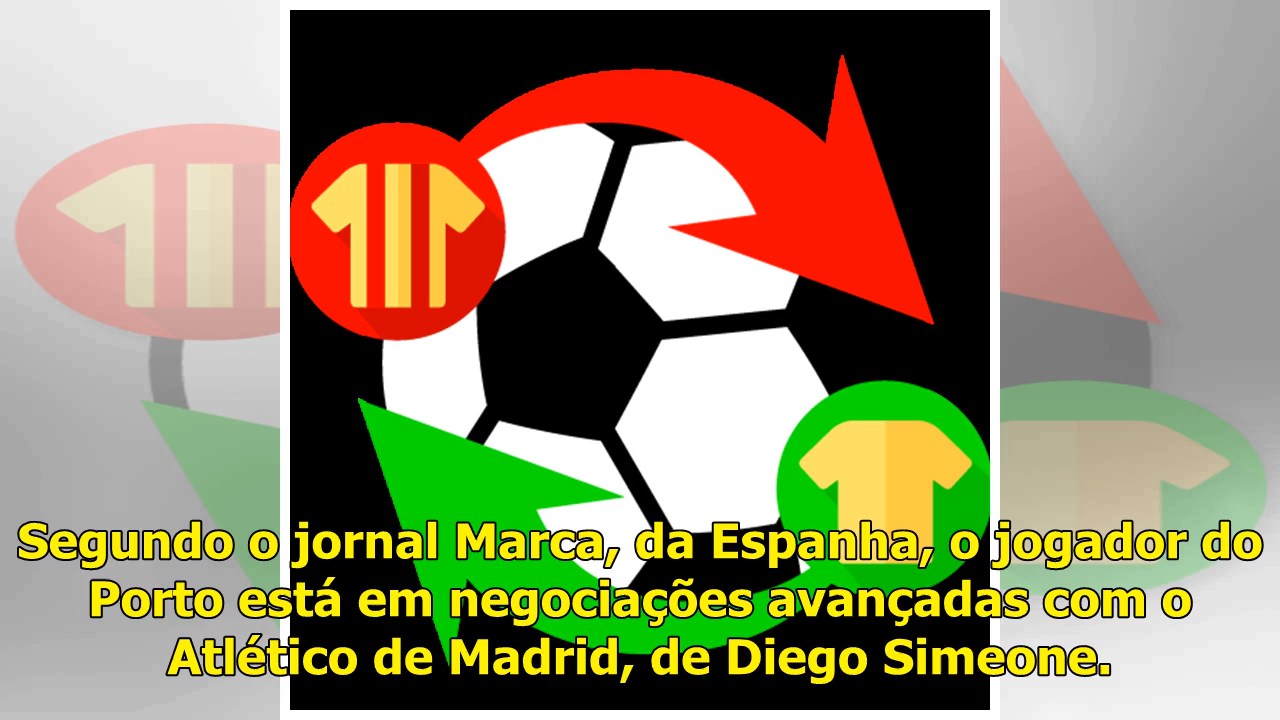 Segundo o jornal Marca, da Espanha, o jogador do
Porto está em negociações avançadas com o
Atlético de Madrid, de Diego Simeone.